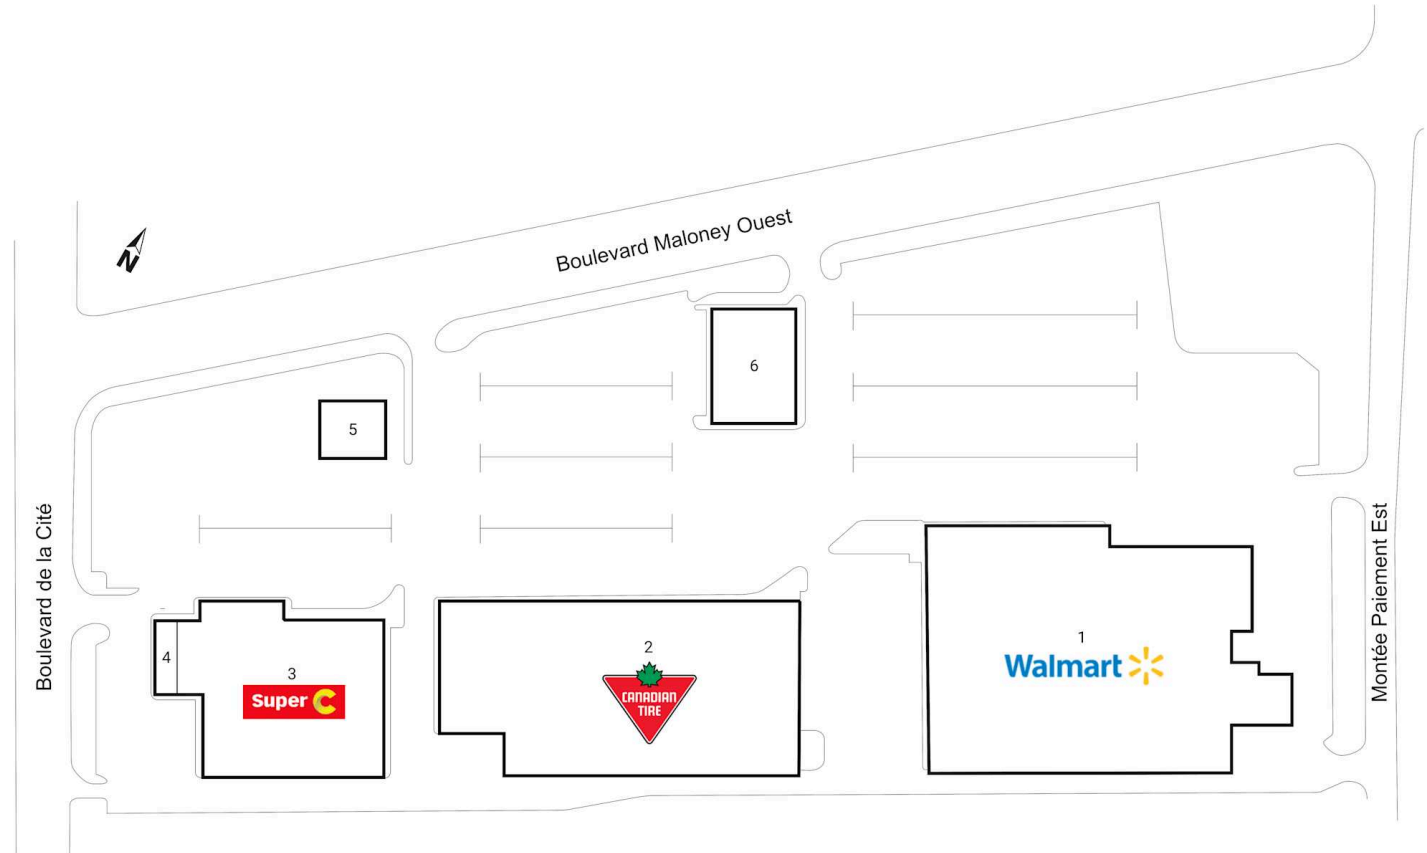 Boulevard Maloney Ouest
N
6
5
Boulevard de la Cité
Montée Paiement Est
4
3
Super C
2
CANADIAN
TIRE
1
Walmart